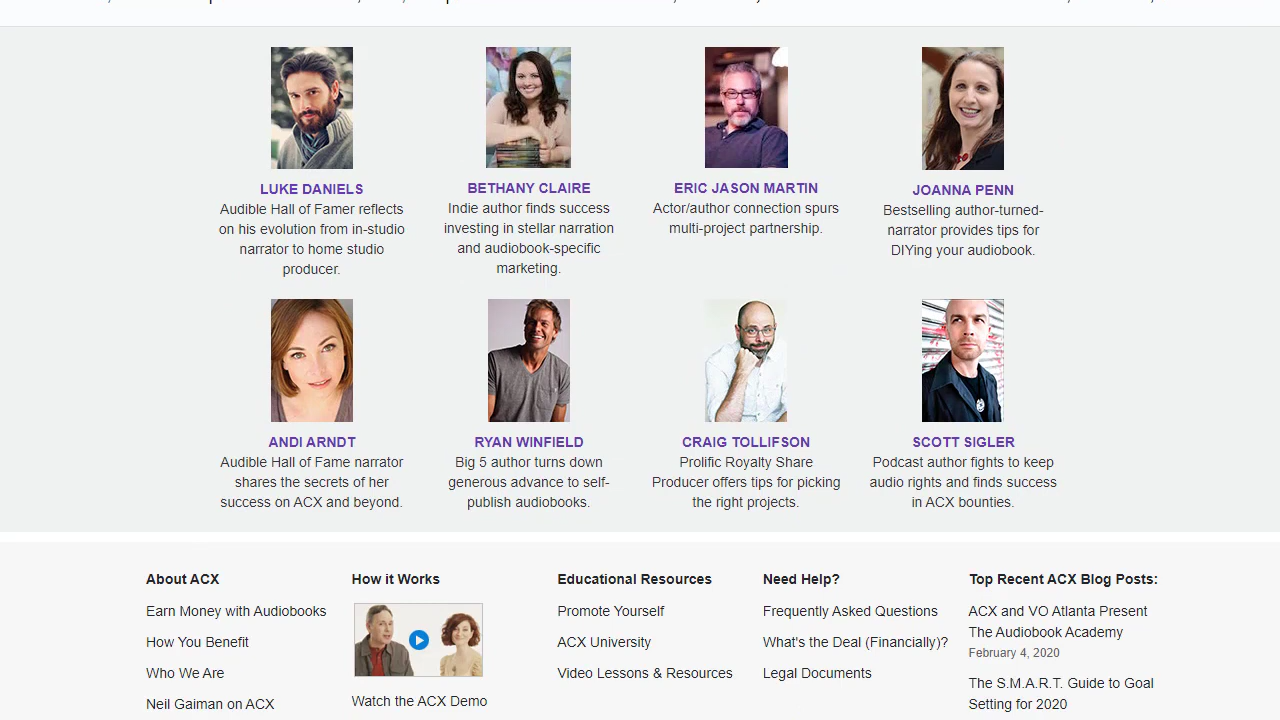 LUKE DANIELS
Audible Hall of Famer reflects
on his evolution from in-studio
narrator to home studio
producer.
BETHANY CLAIRE
Indie author finds success
investing in stellar narration
and audiobook-specific
marketing.
ERIC JASON MARTIN
Actor/author connection spurs
multi-project partnership.
JOANNA PENN
Bestselling author-turned-
narrator provides tips for
DIYing your audiobook.
ANDI ARNDT
Audible Hall of Fame narrator
shares the secrets of her
success on ACX and beyond.
RYAN WINFIELD
Big 5 author turns down
generous advance to self-
publish audiobooks.
CRAIG TOLLIFSON
Prolific Royalty Share
Producer offers tips for picking
the right projects.
SCOTT SIGLER
Podcast author fights to keep
audio rights and finds success
in ACX bounties.
About ACX
Earn Money with Audiobooks
How You Benefit
Who We Are
Neil Gaiman on ACX
How it Works
Watch the ACX Demo
Educational Resources
Promote Yourself
ACX University
Video Lessons & Resources
Need Help?
Frequently Asked Questions
What's the Deal (Financially)?
Legal Documents
Top Recent ACX Blog Posts:
ACX and VO Atlanta Present
The Audiobook Academy
February 4, 2020
The S.M.A.R.T. Guide to Goal
Setting for 2020